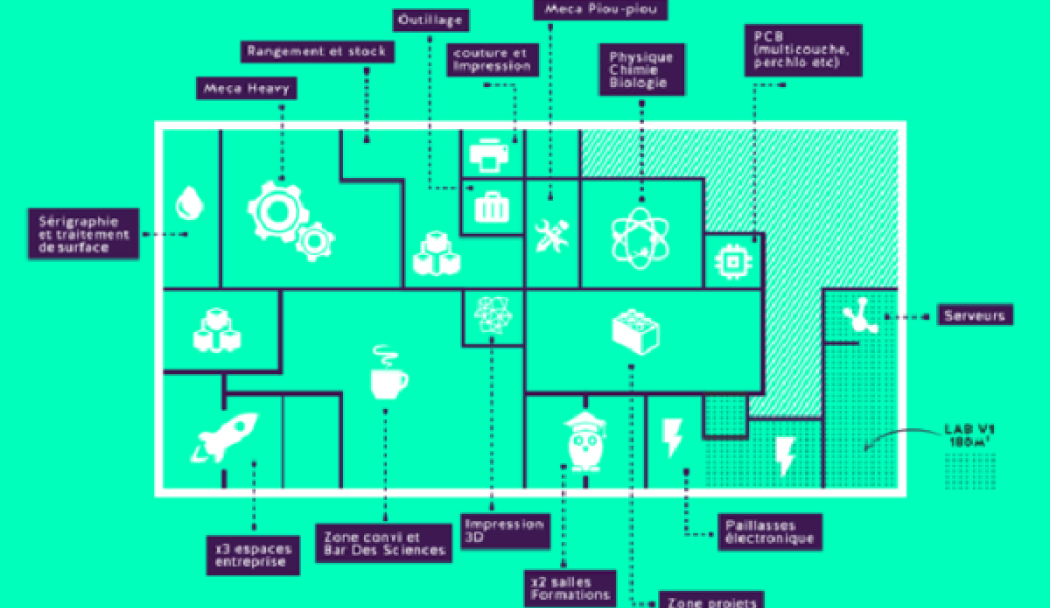 Meca Piou-piou
Outillage
Rangement et stock
couture et
Impression
Physique
Chimie
Biologie
PCB
(multicouche,
perchlo etc)
Meca Heavy
Sérigraphie
et traitement
de surface
Serveurs
LAB V1
180m²
Impression
3D
Paillasses
électronique
Zone convi et
Bar Des Sciences
x3 espaces
entreprise
x2 salles
Formations
Zone projets